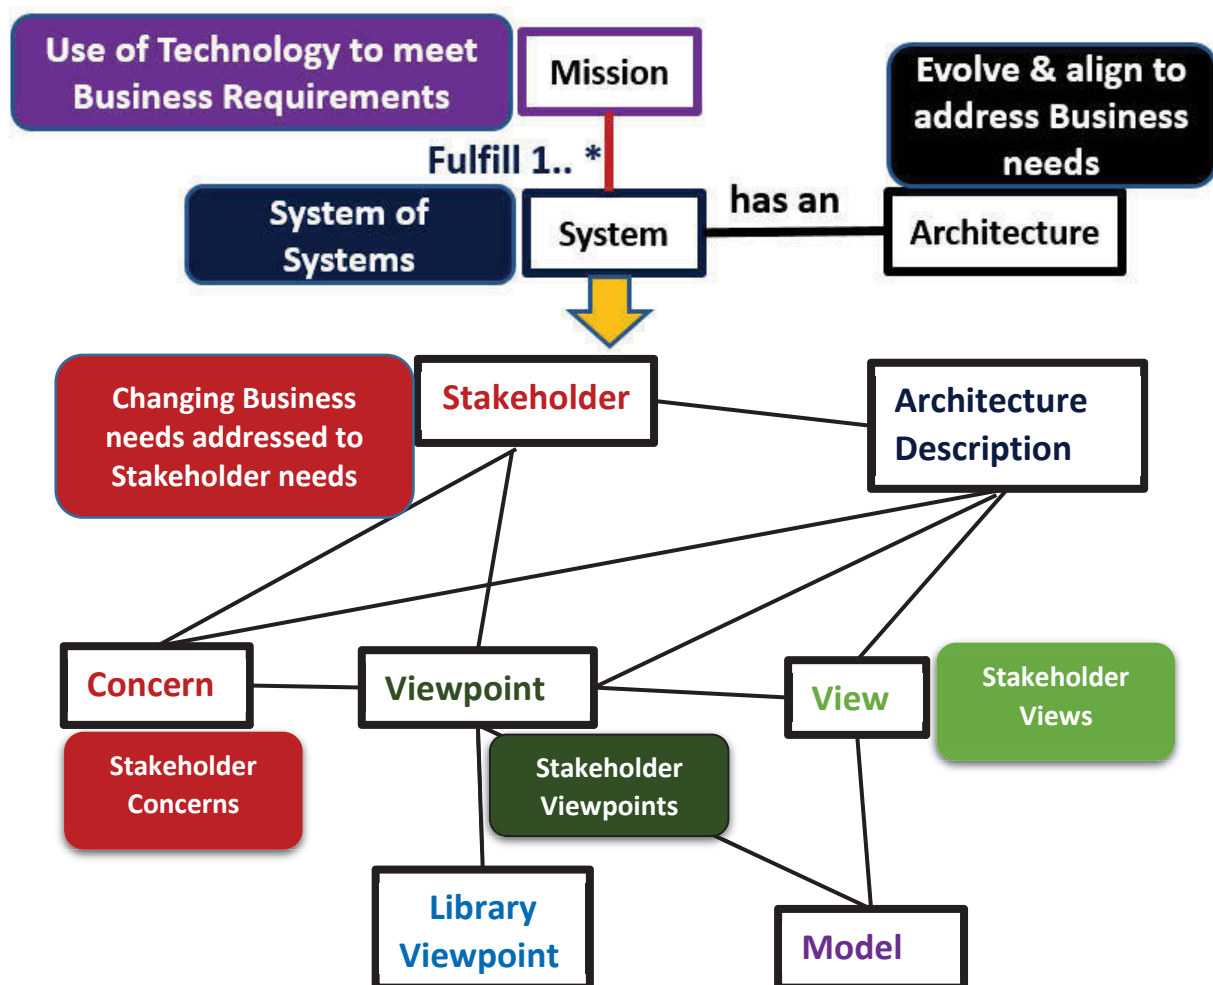 Use of Technology to meet
Business Requirements
Mission
Evolve & align to
address Business
needs
Fulfill 1.. *
System of
Systems
System
has an
Architecture
Changing Business
needs addressed to
Stakeholder needs
Stakeholder
Architecture
Description
Concern
Viewpoint
View
Stakeholder
Views
Stakeholder
Concerns
Stakeholder
Viewpoints
Library
Viewpoint
Model